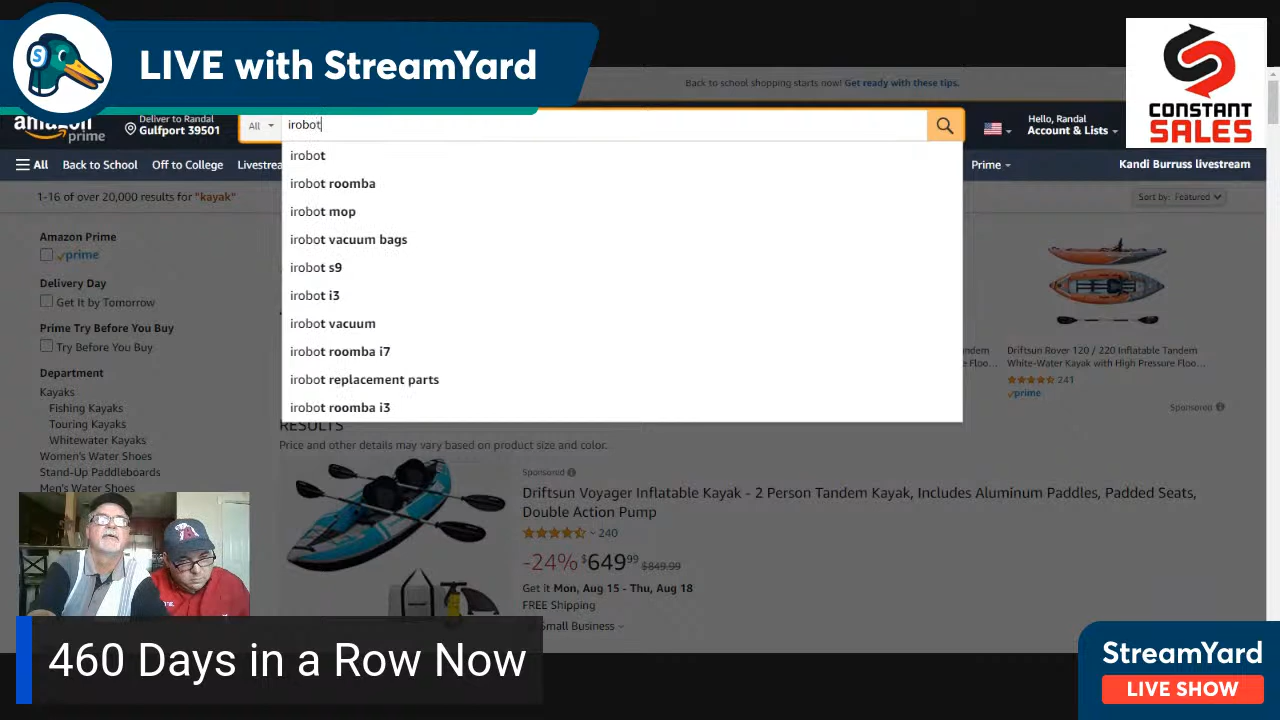 S
LIVE with StreamYard
CONSTANT
SALES
Back to school shopping starts now! Get ready with these tips.
amazon
prime
Deliver to Randal
Gulfport 39501
All
irobot
Hello, Randal
Account & Lists
All
Back to School
Off to College
Livestrea
Prime
Kandi Burruss livestream
irobot
irobot roomba
irobot mop
irobot vacuum bags
irobot s9
irobot i3
irobot vacuum
irobot roomba i7
irobot replacement parts
irobot roomba i3
1-16 of over 20,000 results for "kayak"
Sort by: Featured
Amazon Prime
prime
Delivery Day
Get It by Tomorrow
Prime Try Before You Buy
Try Before You Buy
Department
Kayaks
Fishing Kayaks
Touring Kayaks
Whitewater Kayaks
Women's Water Shoes
Stand-Up Paddleboards
Men's Water Shoes
andem
Floo…
Driftsun Rover 120 / 220 Inflatable Tandem
White-Water Kayak with High Pressure Floo…
241
prime
Sponsored
RESULTS
Price and other details may vary based on product size and color.
Sponsored
Driftsun Voyager Inflatable Kayak - 2 Person Tandem Kayak, Includes Aluminum Paddles, Padded Seats,
Double Action Pump
240
-24% $649.99 $849.99
Get it Mon, Aug 15 - Thu, Aug 18
FREE Shipping
Small Business
460 Days in a Row Now
StreamYard
LIVE SHOW